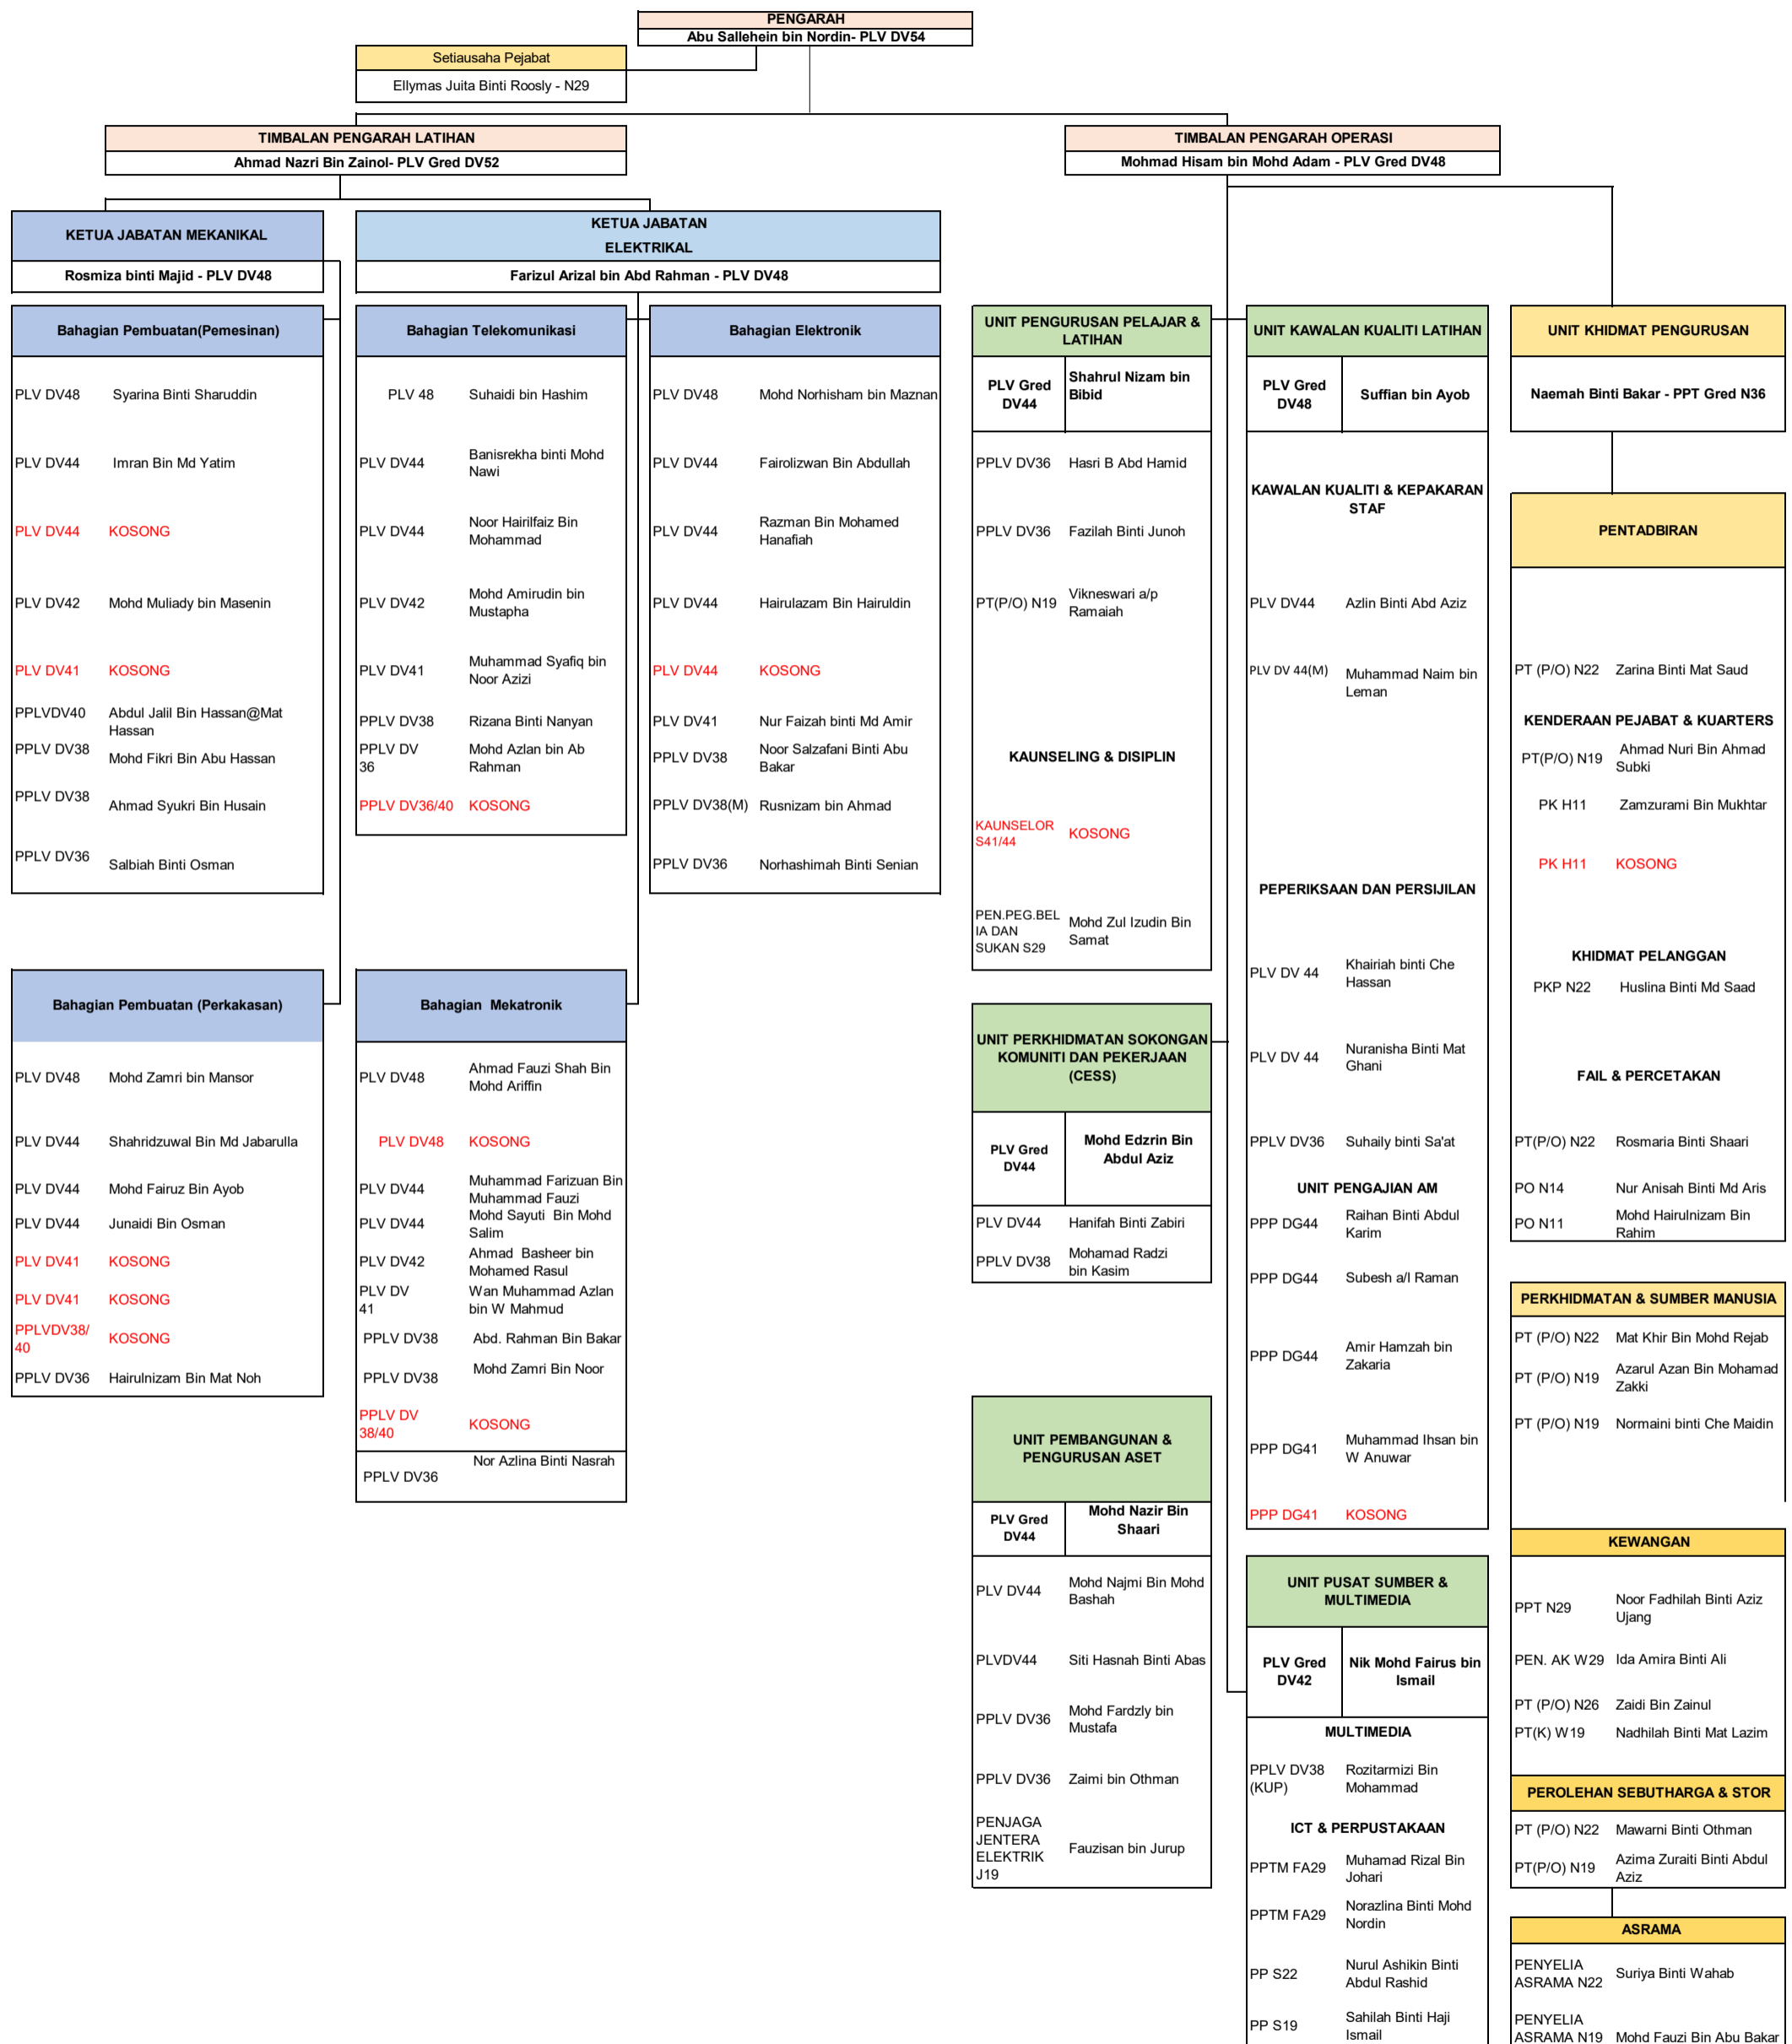 PENGARAH
Abu Sallehein bin Nordin- PLV DV54
Setiausaha Pejabat
Ellymas Juita Binti Roosly - N29
TIMBALAN PENGARAH LATIHAN
Ahmad Nazri Bin Zainol- PLV Gred DV52
TIMBALAN PENGARAH OPERASI
Mohmad Hisam bin Mohd Adam - PLV Gred DV48
KETUA JABATAN MEKANIKAL
Rosmiza binti Majid - PLV DV48
KETUA JABATAN
ELEKTRIKAL
Farizul Arizal bin Abd Rahman - PLV DV48
Bahagian Pembuatan(Pemesinan)
PLV DV48 Syarina Binti Sharuddin
PLV DV44 Imran Bin Md Yatim
PLV DV44 KOSONG
PLV DV42 Mohd Muliady bin Masenin
PLV DV41 KOSONG
PPLVDV40 Abdul Jalil Bin Hassan@Mat
Hassan
PPLV DV38 Mohd Fikri Bin Abu Hassan
PPLV DV38 Ahmad Syukri Bin Husain
PPLV DV36 Salbiah Binti Osman
Bahagian Pembuatan (Perkakasan)
PLV DV48 Mohd Zamri bin Mansor
PLV DV44 Shahridzuwal Bin Md Jabarulla
PLV DV44 Mohd Fairuz Bin Ayob
PLV DV44 Junaidi Bin Osman
PLV DV41 KOSONG
PLV DV41 KOSONG
PPLVDV38/
40 KOSONG
PPLV DV36 Hairulnizam Bin Mat Noh
Bahagian Telekomunikasi
PLV 48 Suhaidi bin Hashim
PLV DV44 Banisrekha binti Mohd
Nawi
PLV DV44 Noor Hairilfaiz Bin
Mohammad
PLV DV42 Mohd Amirudin bin
Mustapha
PLV DV41 Muhammad Syafiq bin
Noor Azizi
PPLV DV38 Rizana Binti Nanyan
PPLV DV Mohd Azlan bin Ab
36 Rahman
PPLV DV36/40 KOSONG
Bahagian Mekatronik
PLV DV48 Ahmad Fauzi Shah Bin
Mohd Ariffin
PLV DV48 KOSONG
PLV DV44 Muhammad Farizuan Bin
Muhammad Fauzi
PLV DV44 Mohd Sayuti Bin Mohd
Salim
PLV DV42 Ahmad Basheer bin
Mohamed Rasul
PLV DV Wan Muhammad Azlan
41 bin W Mahmud
PPLV DV38 Abd. Rahman Bin Bakar
PPLV DV38 Mohd Zamri Bin Noor
PPLV DV
38/40 KOSONG
PPLV DV36 Nor Azlina Binti Nasrah
Bahagian Elektronik
PLV DV48 Mohd Norhisham bin Maznan
PLV DV44 Fairolizwan Bin Abdullah
PLV DV44 Razman Bin Mohamed
Hanafiah
PLV DV44 Hairulazam Bin Hairuldin
PLV DV44 KOSONG
PLV DV41 Nur Faizah binti Md Amir
PPLV DV38 Noor Salzafani Binti Abu
Bakar
PPLV DV38(M) Rusnizam bin Ahmad
PPLV DV36 Norhashimah Binti Senian
UNIT PENGURUSAN PELAJAR &
LATIHAN
PLV Gred Shahrul Nizam bin
DV44 Bibid
PPLV DV36 Hasri B Abd Hamid
PPLV DV36 Fazilah Binti Junoh
PT(P/O) N19 Vikneswari a/p
Ramaiah
KAUNSELING & DISIPLIN
KAUNSELOR
S41/44 KOSONG
PEN.PEG.BEL
IA DAN Mohd Zul Izudin Bin
SUKAN S29 Samat
UNIT PERKHIDMATAN SOKONGAN
KOMUNITI DAN PEKERJAAN
(CESS)
PLV Gred Mohd Edzrin Bin
DV44 Abdul Aziz
PLV DV44 Hanifah Binti Zabiri
PPLV DV38 Mohamad Radzi
bin Kasim
UNIT PEMBANGUNAN &
PENGURUSAN ASET
PLV Gred Mohd Nazir Bin
DV44 Shaari
PLV DV44 Mohd Najmi Bin Mohd
Bashah
PLVDV44 Siti Hasnah Binti Abas
PPLV DV36 Mohd Fardzly bin
Mustafa
PPLV DV36 Zaimi bin Othman
PENJAGA
JENTERA
ELEKTRIK Fauzisan bin Jurup
J19
UNIT KAWALAN KUALITI LATIHAN
PLV Gred
DV48 Suffian bin Ayob
KAWALAN KUALITI & KEPAKARAN
STAF
PLV DV44 Azlin Binti Abd Aziz
PLV DV 44(M) Muhammad Naim bin
Leman
PEPERIKSAAN DAN PERSIJILAN
PLV DV 44 Khairiah binti Che
Hassan
PLV DV 44 Nuranisha Binti Mat
Ghani
PPLV DV36 Suhaily binti Sa'at
UNIT PENGAJIAN AM
PPP DG44 Raihan Binti Abdul
Karim
PPP DG44 Subesh a/l Raman
PPP DG44 Amir Hamzah bin
Zakaria
PPP DG41 Muhammad Ihsan bin
W Anuwar
PPP DG41 KOSONG
UNIT PUSAT SUMBER &
MULTIMEDIA
PLV Gred Nik Mohd Fairus bin
DV42 Ismail
MULTIMEDIA
PPLV DV38 Rozitarmizi Bin
(KUP) Mohammad
ICT & PERPUSTAKAAN
PPTM FA29 Muhamad Rizal Bin
Johari
PPTM FA29 Norazlina Binti Mohd
Nordin
PP S22 Nurul Ashikin Binti
Abdul Rashid
PP S19 Sahilah Binti Haji
Ismail
UNIT KHIDMAT PENGURUSAN
Naemah Binti Bakar - PPT Gred N36
PENTADBIRAN
PT (P/O) N22 Zarina Binti Mat Saud
KENDERAAN PEJABAT & KUARTERS
PT(P/O) N19 Ahmad Nuri Bin Ahmad
Subki
PK H11 Zamzurami Bin Mukhtar
PK H11 KOSONG
KHIDMAT PELANGGAN
PKP N22 Huslina Binti Md Saad
FAIL & PERCETAKAN
PT(P/O) N22 Rosmaria Binti Shaari
PO N14 Nur Anisah Binti Md Aris
PO N11 Mohd Hairulnizam Bin
Rahim
PERKHIDMATAN & SUMBER MANUSIA
PT (P/O) N22 Mat Khir Bin Mohd Rejab
PT (P/O) N19 Azarul Azan Bin Mohamad
Zakki
PT (P/O) N19 Normaini binti Che Maidin
KEWANGAN
PPT N29 Noor Fadhilah Binti Aziz
Ujang
PEN. AK W29 Ida Amira Binti Ali
PT (P/O) N26 Zaidi Bin Zainul
PT(K) W19 Nadhilah Binti Mat Lazim
PEROLEHAN SEBUTHARGA & STOR
PT (P/O) N22 Mawarni Binti Othman
PT(P/O) N19 Azima Zuraiti Binti Abdul
Aziz
ASRAMA
PENYELIA
ASRAMA N22 Suriya Binti Wahab
PENYELIA
ASRAMA N19 Mohd Fauzi Bin Abu Bakar